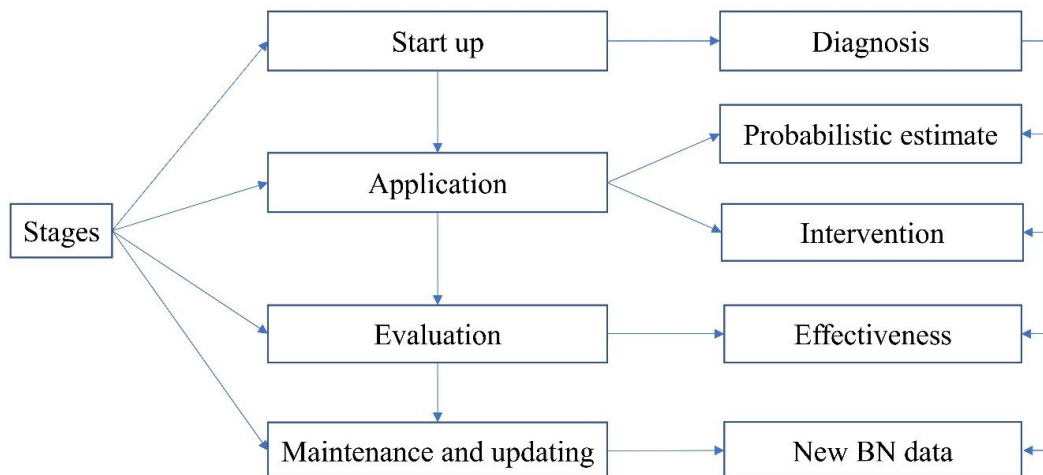 Start up
Diagnosis
Probabilistic estimate
Application
Stages
Intervention
Evaluation
Effectiveness
Maintenance and updating
New BN data